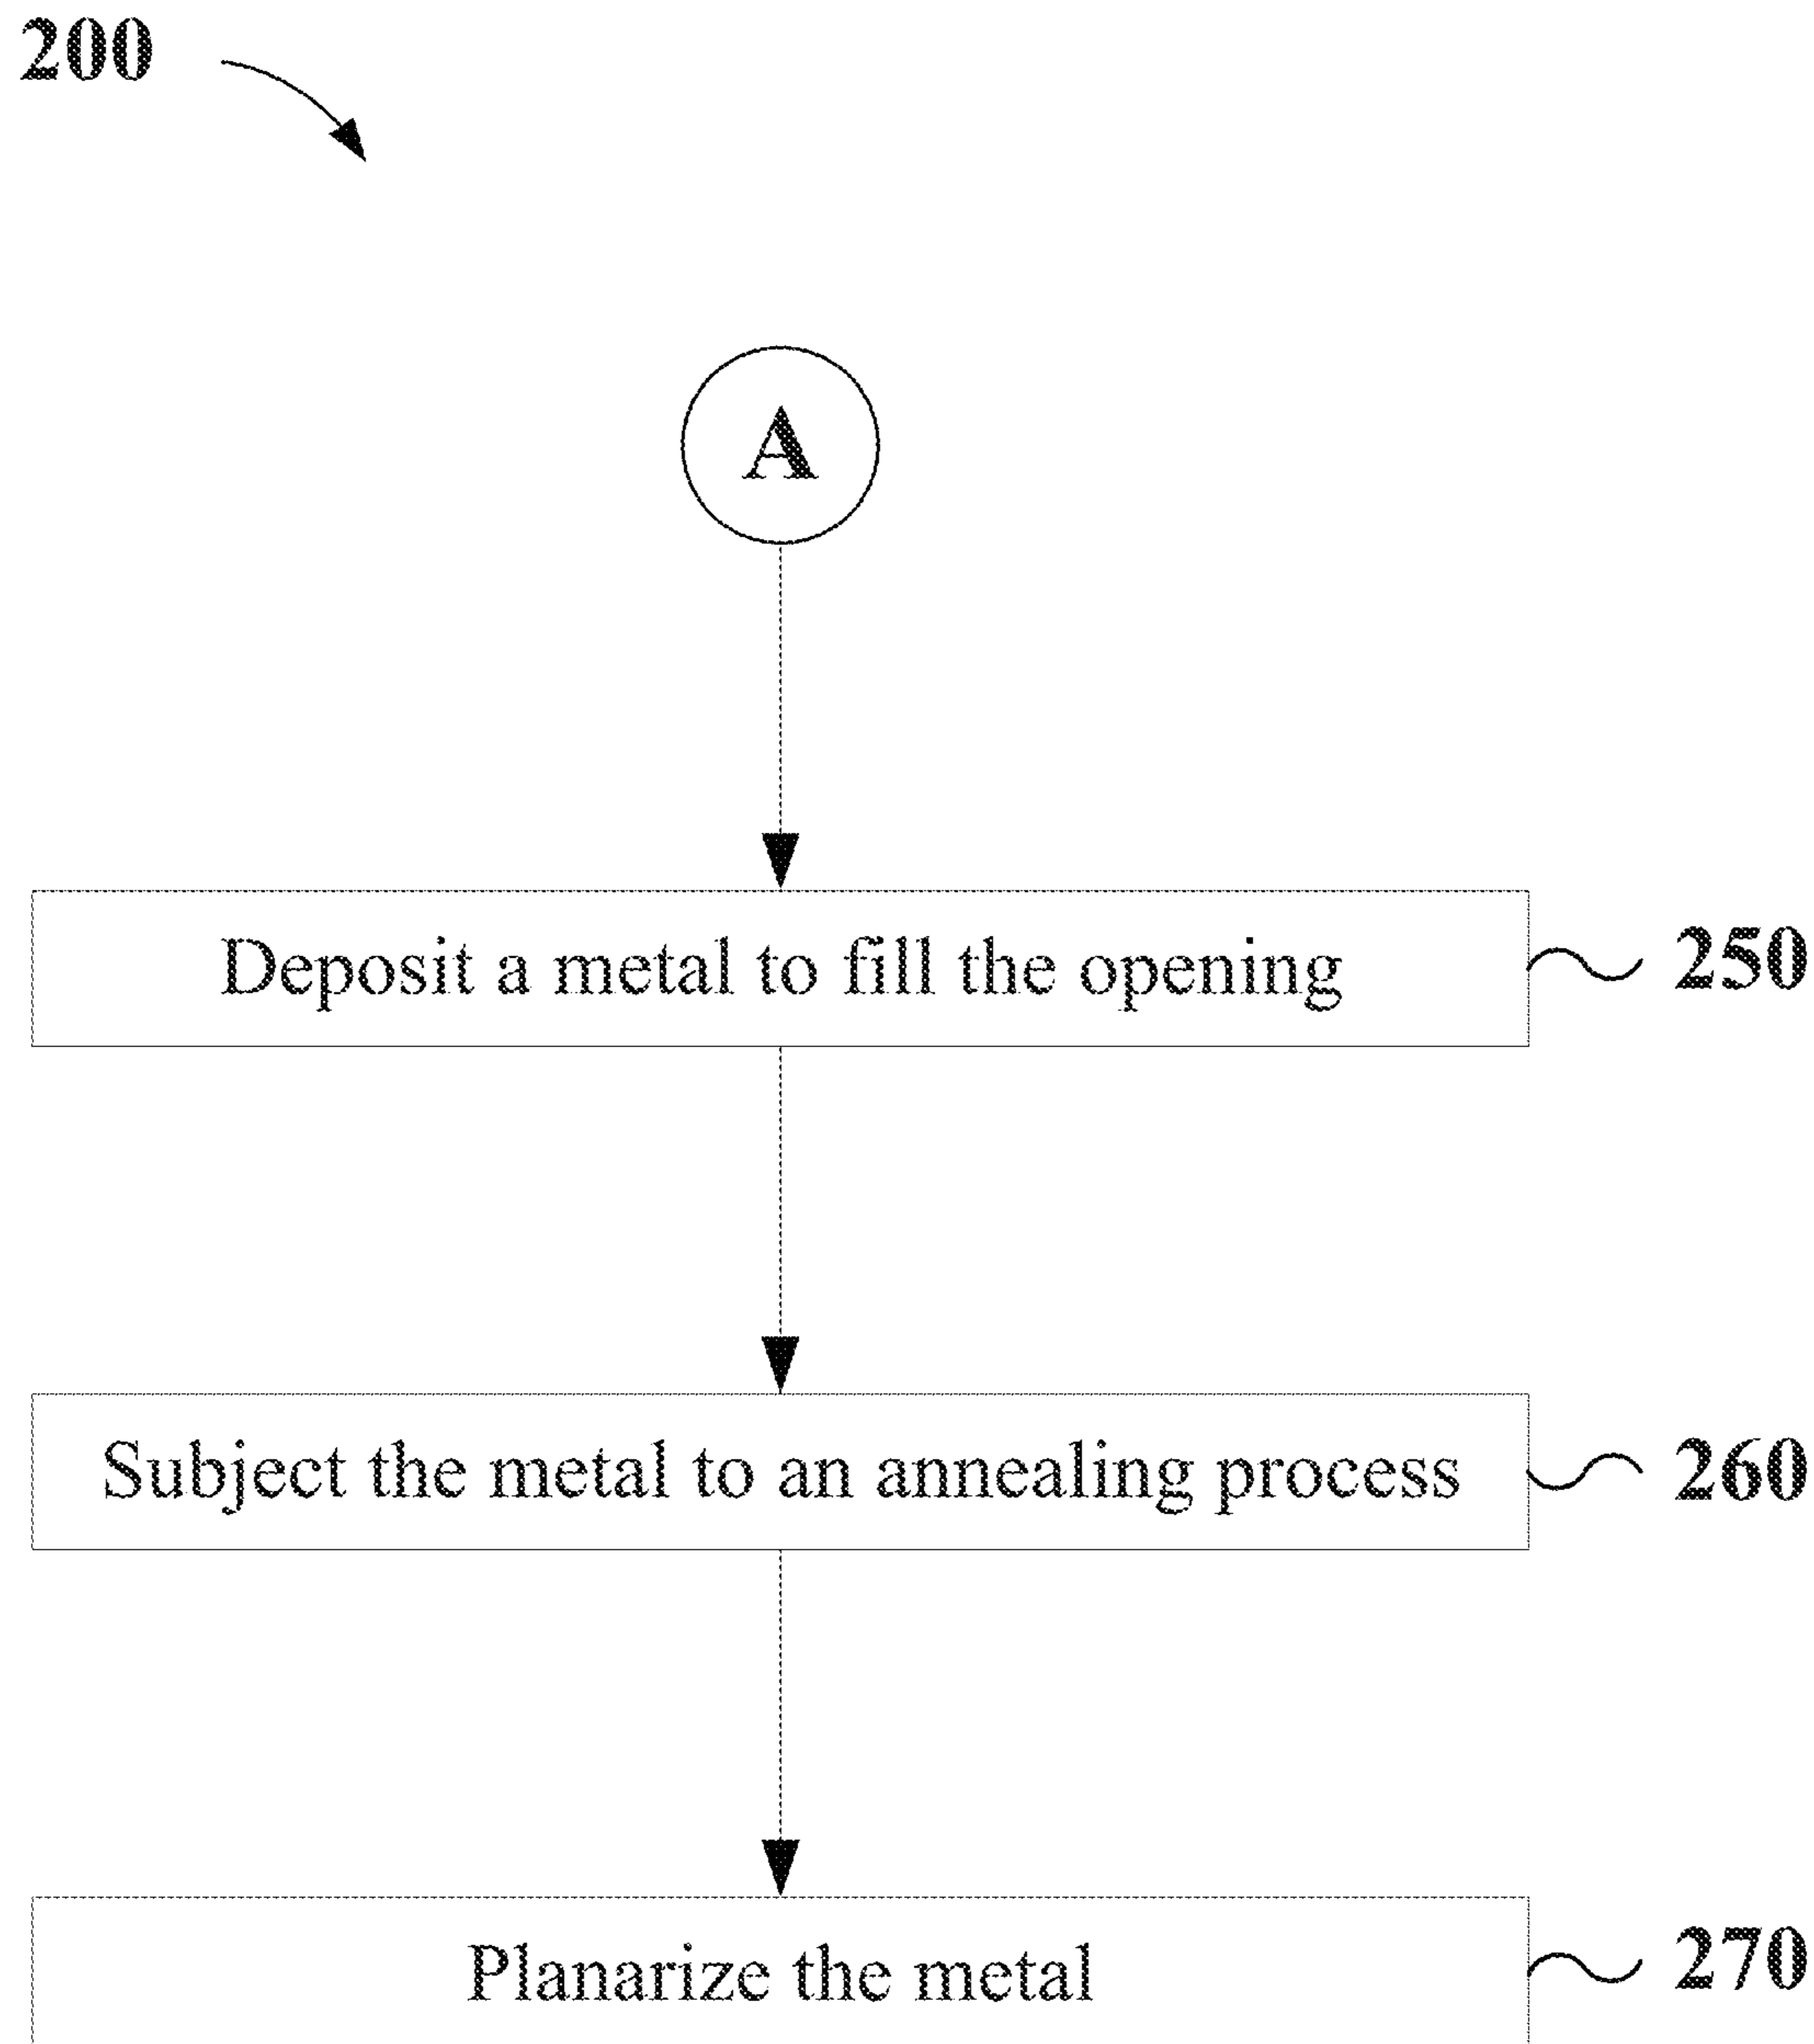 200
A
Deposit a metal to fill the opening
250
Subject the metal to an annealing process
260
Planarize the metal
270